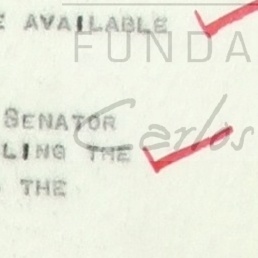 E AVAILABLE
FUNDA
SENATOR
Carlos
LING THE
THE